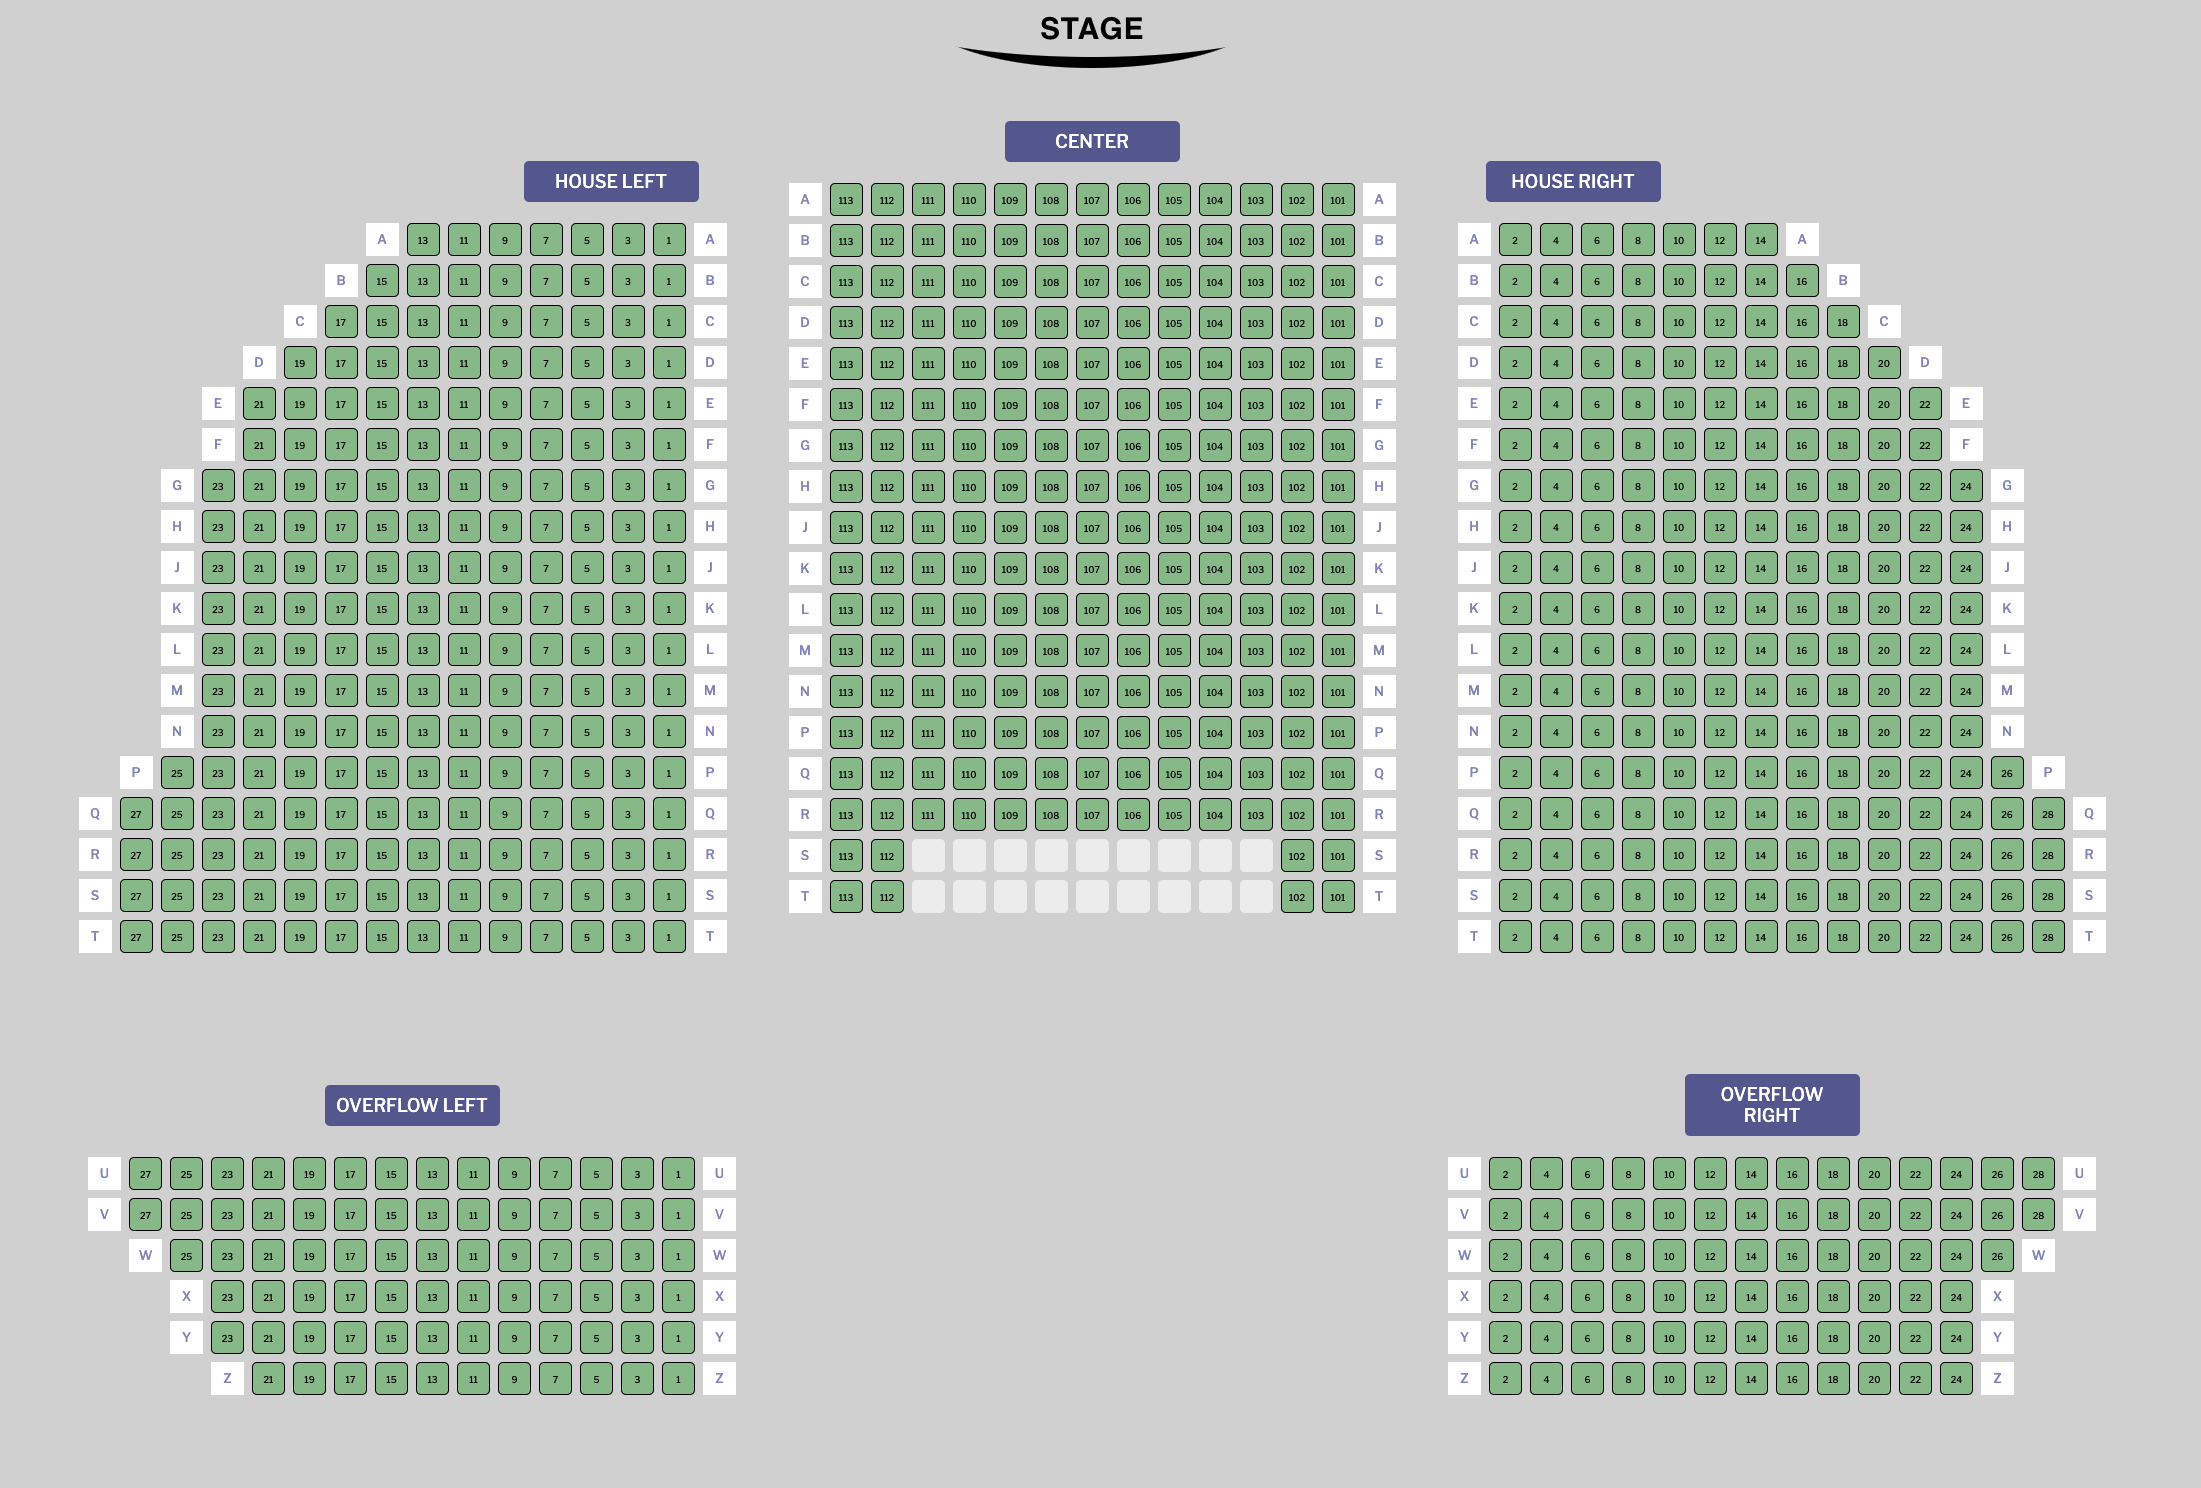 STAGE
CENTER
HOUSE LEFT
HOUSE RIGHT
A 113 112 111 110 109 108 107 106 105 104 103 102 101 A
A 13 11 9 7 5 3 1 A
A 2 4 6 8 10 12 14 A
B 113 112 111 110 109 108 107 106 105 104 103 102 101 B
B 15 13 11 9 7 5 3 1 B
B 2 4 6 8 10 12 14 16 B
C 113 112 111 110 109 108 107 106 105 104 103 102 101 C
C 17 15 13 11 9 7 5 3 1 C
C 2 4 6 8 10 12 14 16 18 C
D 113 112 111 110 109 108 107 106 105 104 103 102 101 D
D 19 17 15 13 11 9 7 5 3 1 D
D 2 4 6 8 10 12 14 16 18 20 D
E 113 112 111 110 109 108 107 106 105 104 103 102 101 E
E 21 19 17 15 13 11 9 7 5 3 1 E
E 2 4 6 8 10 12 14 16 18 20 22 E
F 113 112 111 110 109 108 107 106 105 104 103 102 101 F
F 21 19 17 15 13 11 9 7 5 3 1 F
F 2 4 6 8 10 12 14 16 18 20 22 F
G 113 112 111 110 109 108 107 106 105 104 103 102 101 G
G 23 21 19 17 15 13 11 9 7 5 3 1 G
G 2 4 6 8 10 12 14 16 18 20 22 24 G
H 113 112 111 110 109 108 107 106 105 104 103 102 101 H
H 23 21 19 17 15 13 11 9 7 5 3 1 H
H 2 4 6 8 10 12 14 16 18 20 22 24 H
J 113 112 111 110 109 108 107 106 105 104 103 102 101 J
J 23 21 19 17 15 13 11 9 7 5 3 1 J
J 2 4 6 8 10 12 14 16 18 20 22 24 J
K 113 112 111 110 109 108 107 106 105 104 103 102 101 K
K 23 21 19 17 15 13 11 9 7 5 3 1 K
K 2 4 6 8 10 12 14 16 18 20 22 24 K
L 113 112 111 110 109 108 107 106 105 104 103 102 101 L
L 23 21 19 17 15 13 11 9 7 5 3 1 L
L 2 4 6 8 10 12 14 16 18 20 22 24 L
M 113 112 111 110 109 108 107 106 105 104 103 102 101 M
M 23 21 19 17 15 13 11 9 7 5 3 1 M
M 2 4 6 8 10 12 14 16 18 20 22 24 M
N 113 112 111 110 109 108 107 106 105 104 103 102 101 N
N 23 21 19 17 15 13 11 9 7 5 3 1 N
N 2 4 6 8 10 12 14 16 18 20 22 24 N
P 113 112 111 110 109 108 107 106 105 104 103 102 101 P
P 25 23 21 19 17 15 13 11 9 7 5 3 1 P
P 2 4 6 8 10 12 14 16 18 20 22 24 26 P
Q 113 112 111 110 109 108 107 106 105 104 103 102 101 Q
Q 27 25 23 21 19 17 15 13 11 9 7 5 3 1 Q
Q 2 4 6 8 10 12 14 16 18 20 22 24 26 28 Q
R 113 112 111 110 109 108 107 106 105 104 103 102 101 R
R 27 25 23 21 19 17 15 13 11 9 7 5 3 1 R
R 2 4 6 8 10 12 14 16 18 20 22 24 26 28 R
S 113 112 102 101 S
S 27 25 23 21 19 17 15 13 11 9 7 5 3 1 S
S 2 4 6 8 10 12 14 16 18 20 22 24 26 28 S
T 113 112 102 101 T
T 27 25 23 21 19 17 15 13 11 9 7 5 3 1 T
T 2 4 6 8 10 12 14 16 18 20 22 24 26 28 T
OVERFLOW LEFT
OVERFLOW
RIGHT
U 27 25 23 21 19 17 15 13 11 9 7 5 3 1 U
U 2 4 6 8 10 12 14 16 18 20 22 24 26 28 U
V 27 25 23 21 19 17 15 13 11 9 7 5 3 1 V
V 2 4 6 8 10 12 14 16 18 20 22 24 26 28 V
W 25 23 21 19 17 15 13 11 9 7 5 3 1 W
W 2 4 6 8 10 12 14 16 18 20 22 24 26 W
X 23 21 19 17 15 13 11 9 7 5 3 1 X
X 2 4 6 8 10 12 14 16 18 20 22 24 X
Y 23 21 19 17 15 13 11 9 7 5 3 1 Y
Y 2 4 6 8 10 12 14 16 18 20 22 24 Y
Z 21 19 17 15 13 11 9 7 5 3 1 Z
Z 2 4 6 8 10 12 14 16 18 20 22 24 Z